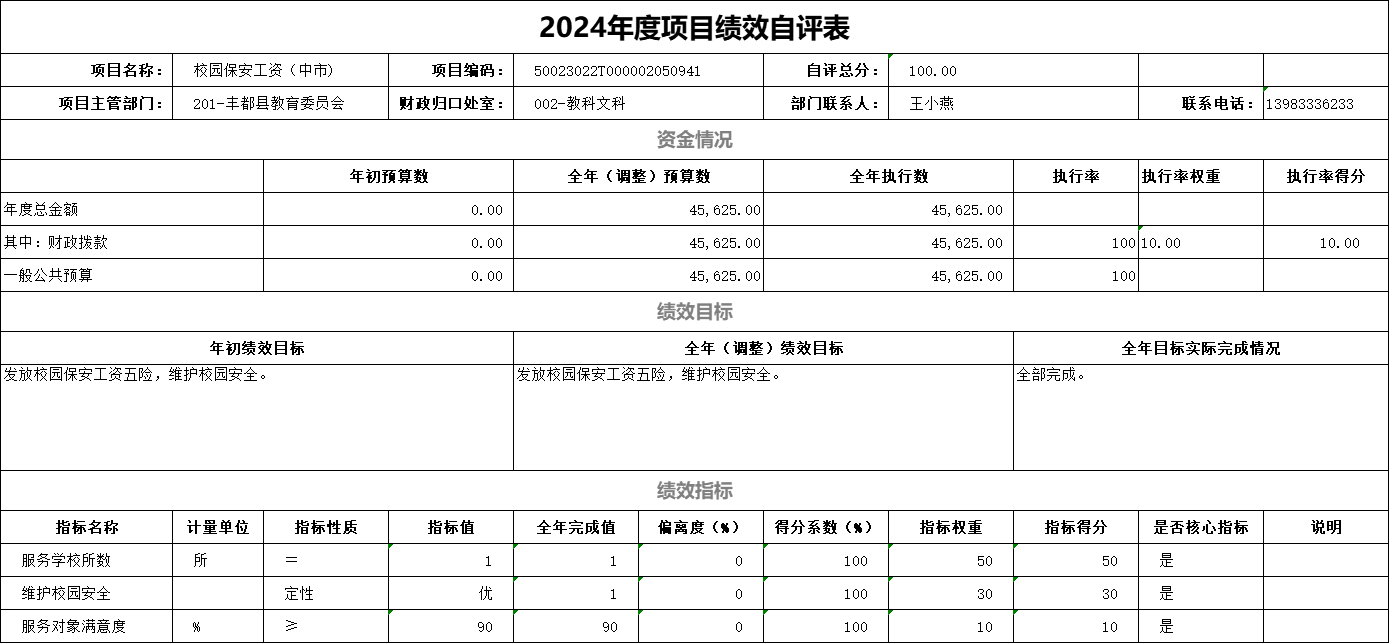 2024年度项目绩效自评表
项目名称： 校园保安工资（中市） 项目编码： 50023022T000002050941 自评总分： 100.00
项目主管部门： 201-丰都县教育委员会 财政归口处室： 002-教科文科 部门联系人： 王小燕 联系电话： 13983336233
资金情况
年初预算数 全年（调整）预算数 全年执行数 执行率 执行率权重 执行率得分
年度总金额 0.00 45,625.00 45,625.00
其中：财政拨款 0.00 45,625.00 45,625.00 100 10.00 10.00
一般公共预算 0.00 45,625.00 45,625.00 100
绩效目标
年初绩效目标 全年（调整）绩效目标 全年目标实际完成情况
发放校园保安工资五险，维护校园安全。 发放校园保安工资五险，维护校园安全。 全部完成。
绩效指标
指标名称 计量单位 指标性质 指标值 全年完成值 偏离度（%） 得分系数（%） 指标权重 指标得分 是否核心指标 说明
服务学校所数 所 ＝ 1 1 0 100 50 50 是
维护校园安全 定性 优 1 0 100 30 30 是
服务对象满意度 % ≥ 90 90 0 100 10 10 是